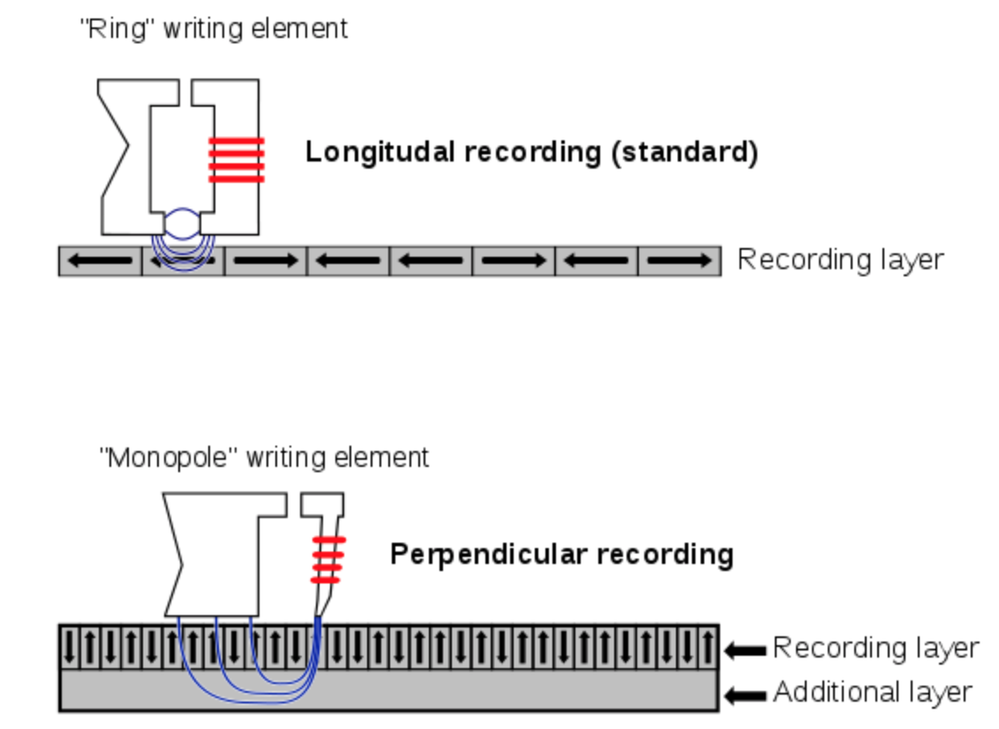 "Ring" writing element
Longitudal recording (standard)
Recording layer
"Monopole" writing element
Perpendicular recording
Recording layer
Additional layer